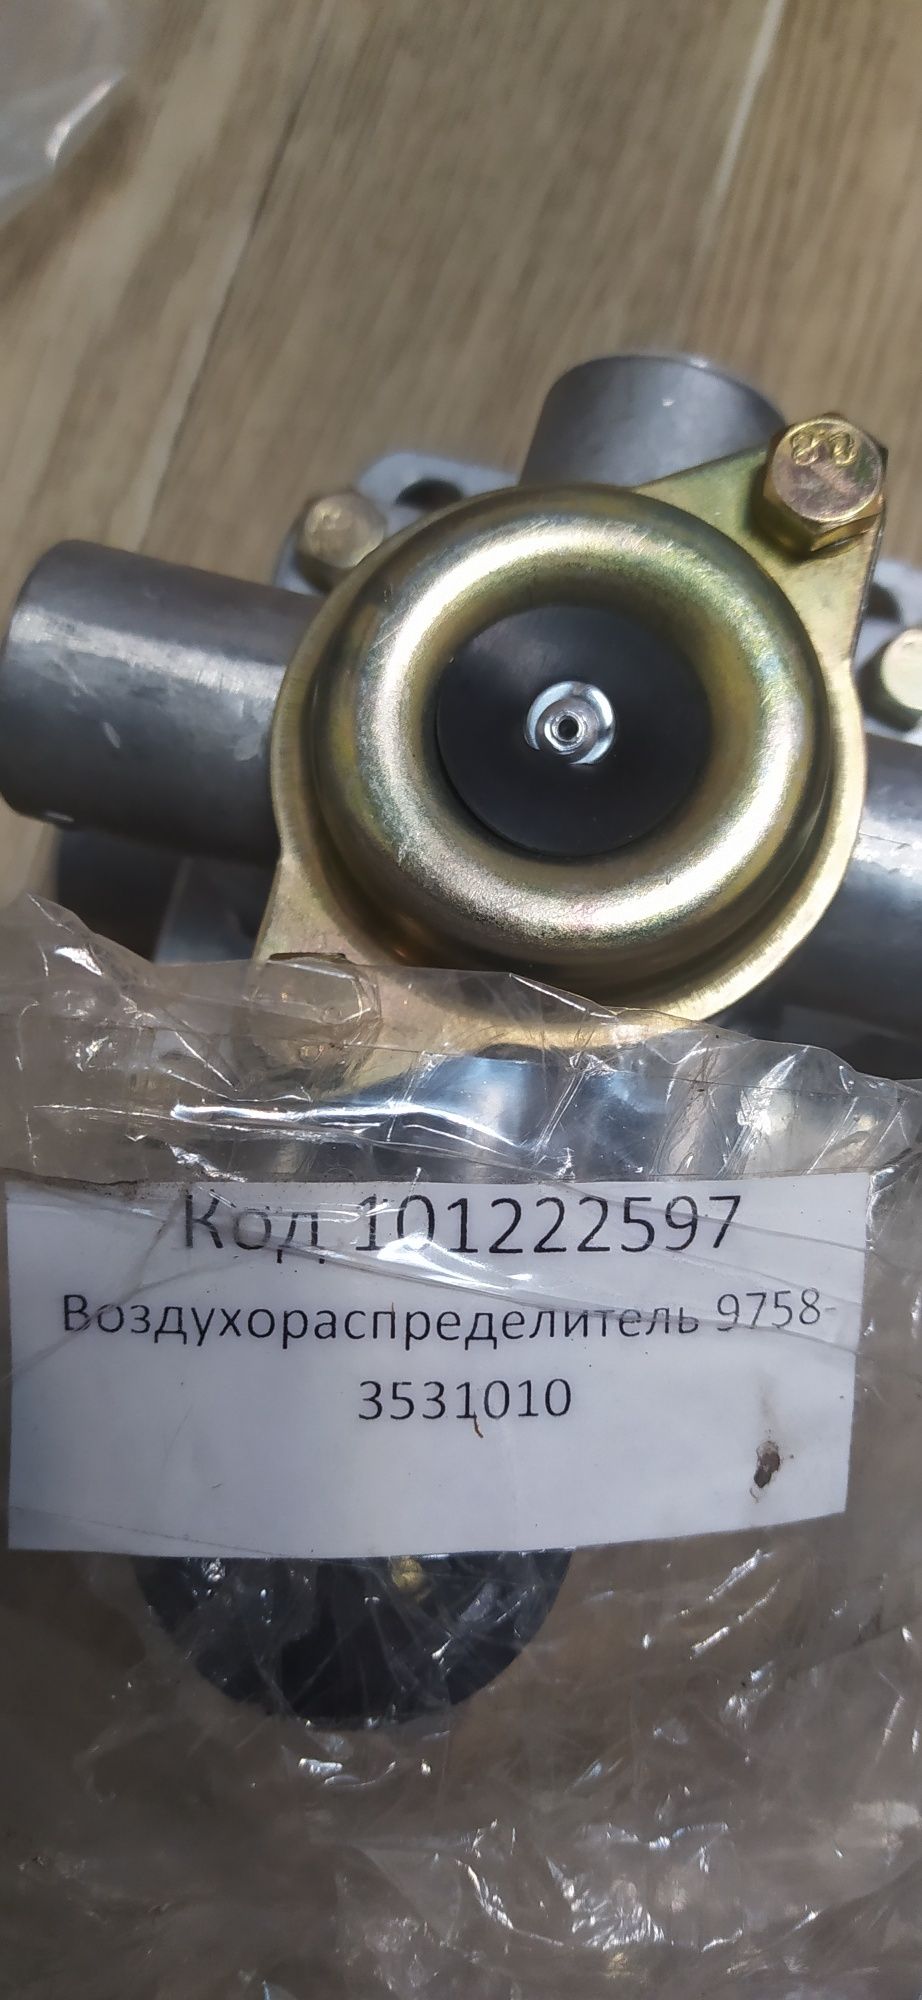 Код 101222597
Воздухораспределитель 9758-
3531010